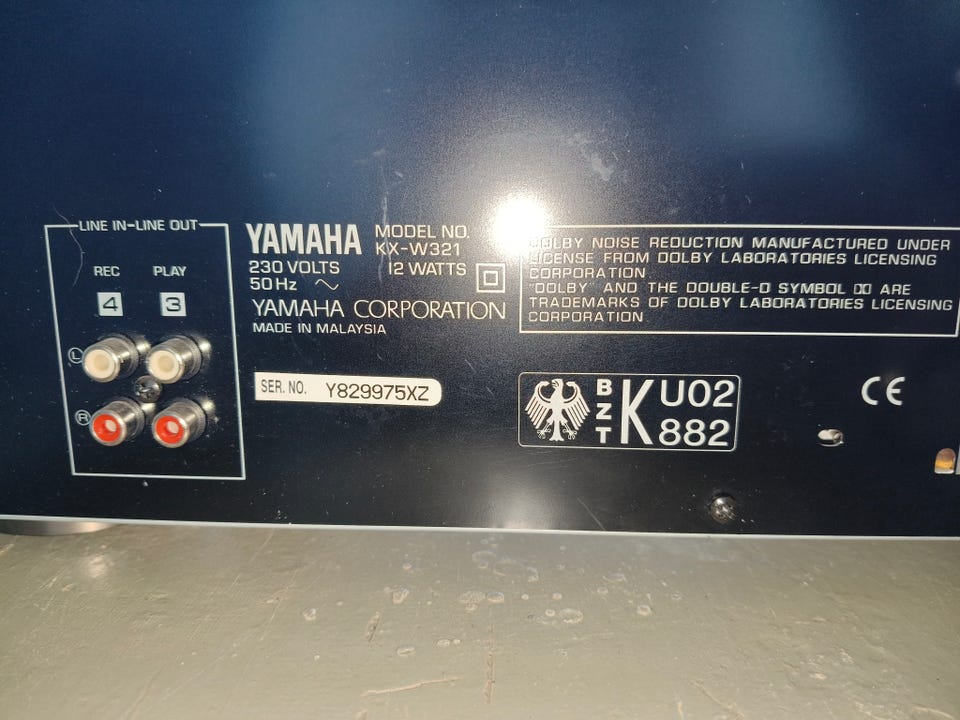 LINE IN-LINE OUT
REC PLAY
4 3
L
R
YAMAHA
MODEL NO.
KX-W321
230 VOLTS 12 WATTS
50 Hz ~
YAMAHA CORPORATION
MADE IN MALAYSIA
SER. NO. Y829975XZ
DOLBY NOISE REDUCTION MANUFACTURED UNDER
LICENSE FROM DOLBY LABORATORIES LICENSING
CORPORATION.
"DOLBY" AND THE DOUBLE-D SYMBOL DD ARE
TRADEMARKS OF DOLBY LABORATORIES LICENSING
CORPORATION.
BZT K U02
882
CE